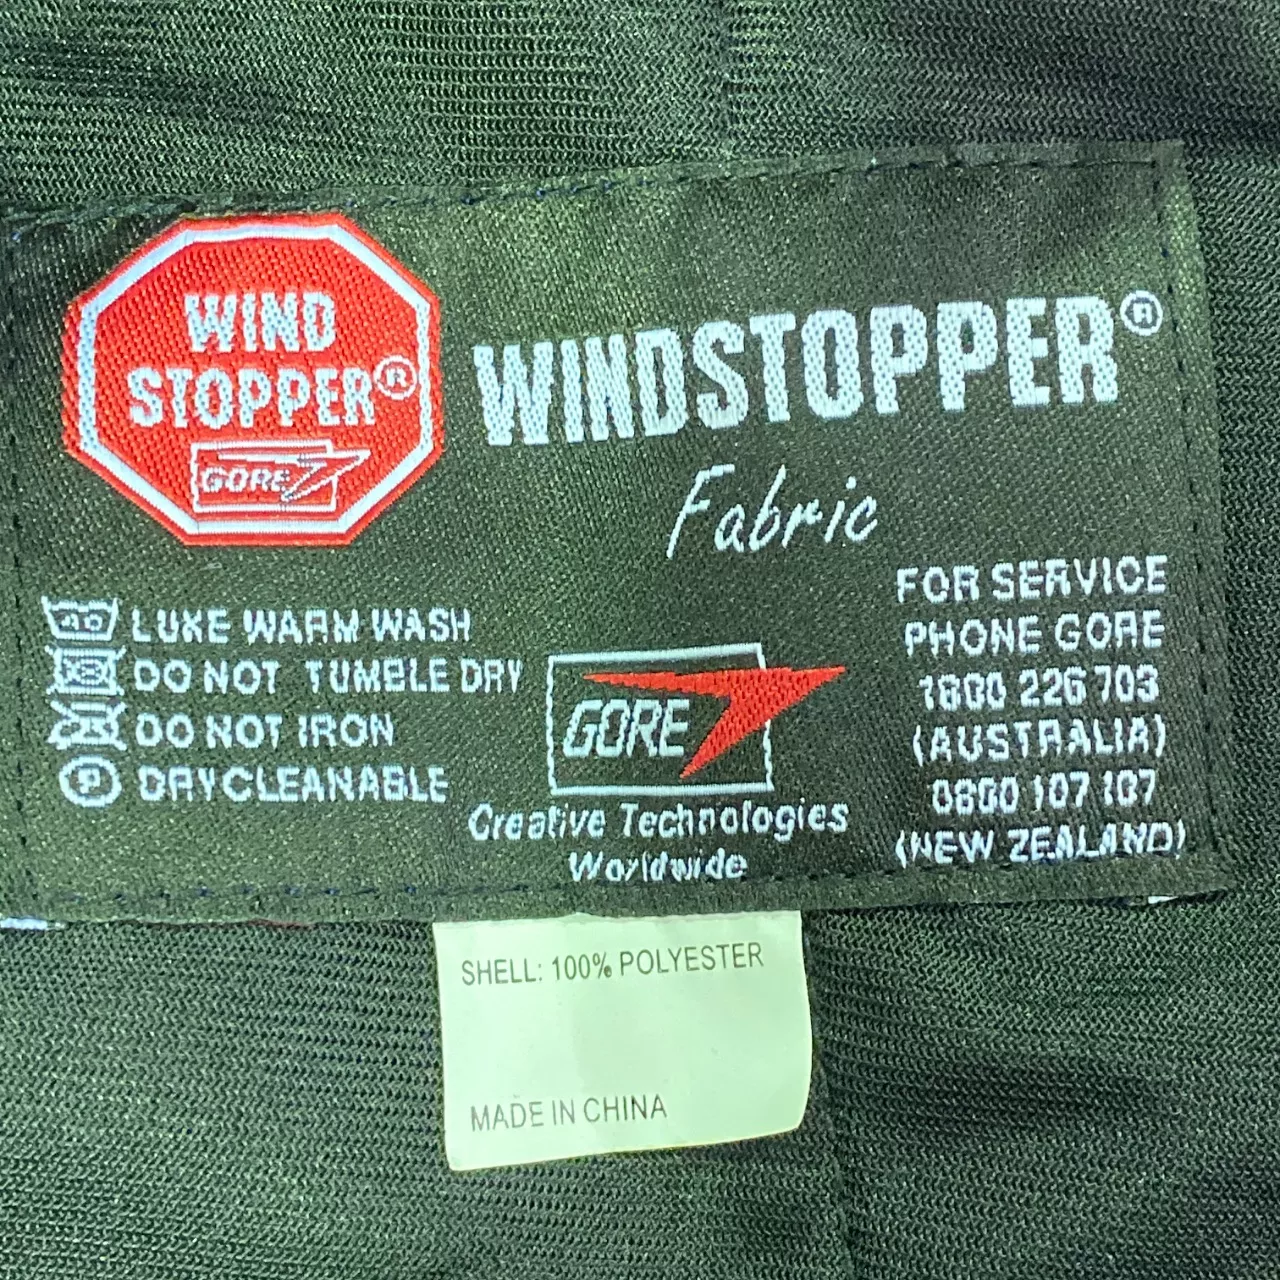 WIND
STOPPER®
GORE
WINDSTOPPER®
Fabric
40
LUKE WARM WASH
DO NOT TUMBLE DRY
DO NOT IRON
P
DRYCLEANABLE
GORE
Creative Technologies
Worldwide
FOR SERVICE
PHONE GORE
1800 226 703
(AUSTRALIA)
0800 107 107
(NEW ZEALAND)
SHELL: 100% POLYESTER
MADE IN CHINA